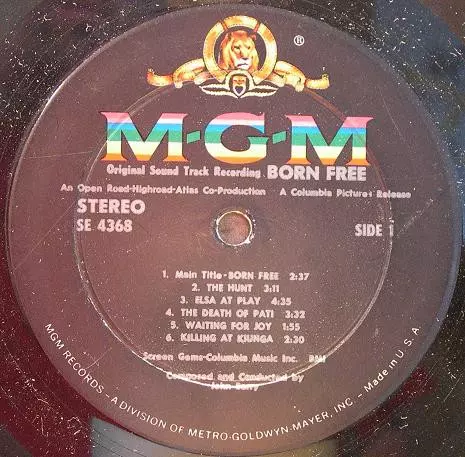 ®
M-G-M
Original Sound Track Recording BORN FREE
An Open Road-Highroad-Atlas Co-Production A Columbia Pictures Release
STEREO
SE 4368
SIDE 1
1. Main Title-BORN FREE 2:37
2. THE HUNT 3:11
3. ELSA AT PLAY 4:35
4. THE DEATH OF PATI 3:32
5. WAITING FOR JOY 1:55
6. KILLING AT KIUNGA 2:30
Screen Gems-Columbia Music Inc. BMI
Composed and Conducted by
John Barry
MGM RECORDS – A DIVISION OF METRO-GOLDWYN-MAYER, INC. – Made in U.S.A.